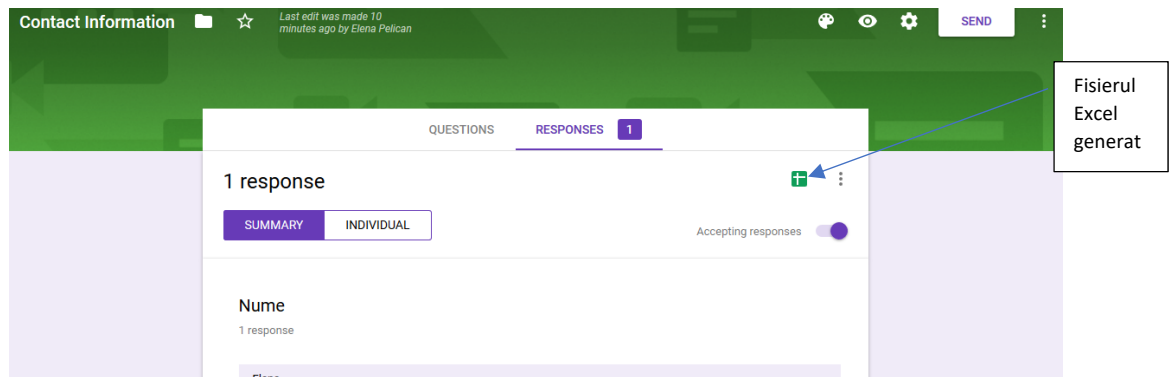 Contact Information
Last edit was made 10
minutes ago by Elena Pelican
SEND
Fisierul
Excel
generat
QUESTIONS
RESPONSES 1
1 response
SUMMARY
INDIVIDUAL
Accepting responses
Nume
1 response